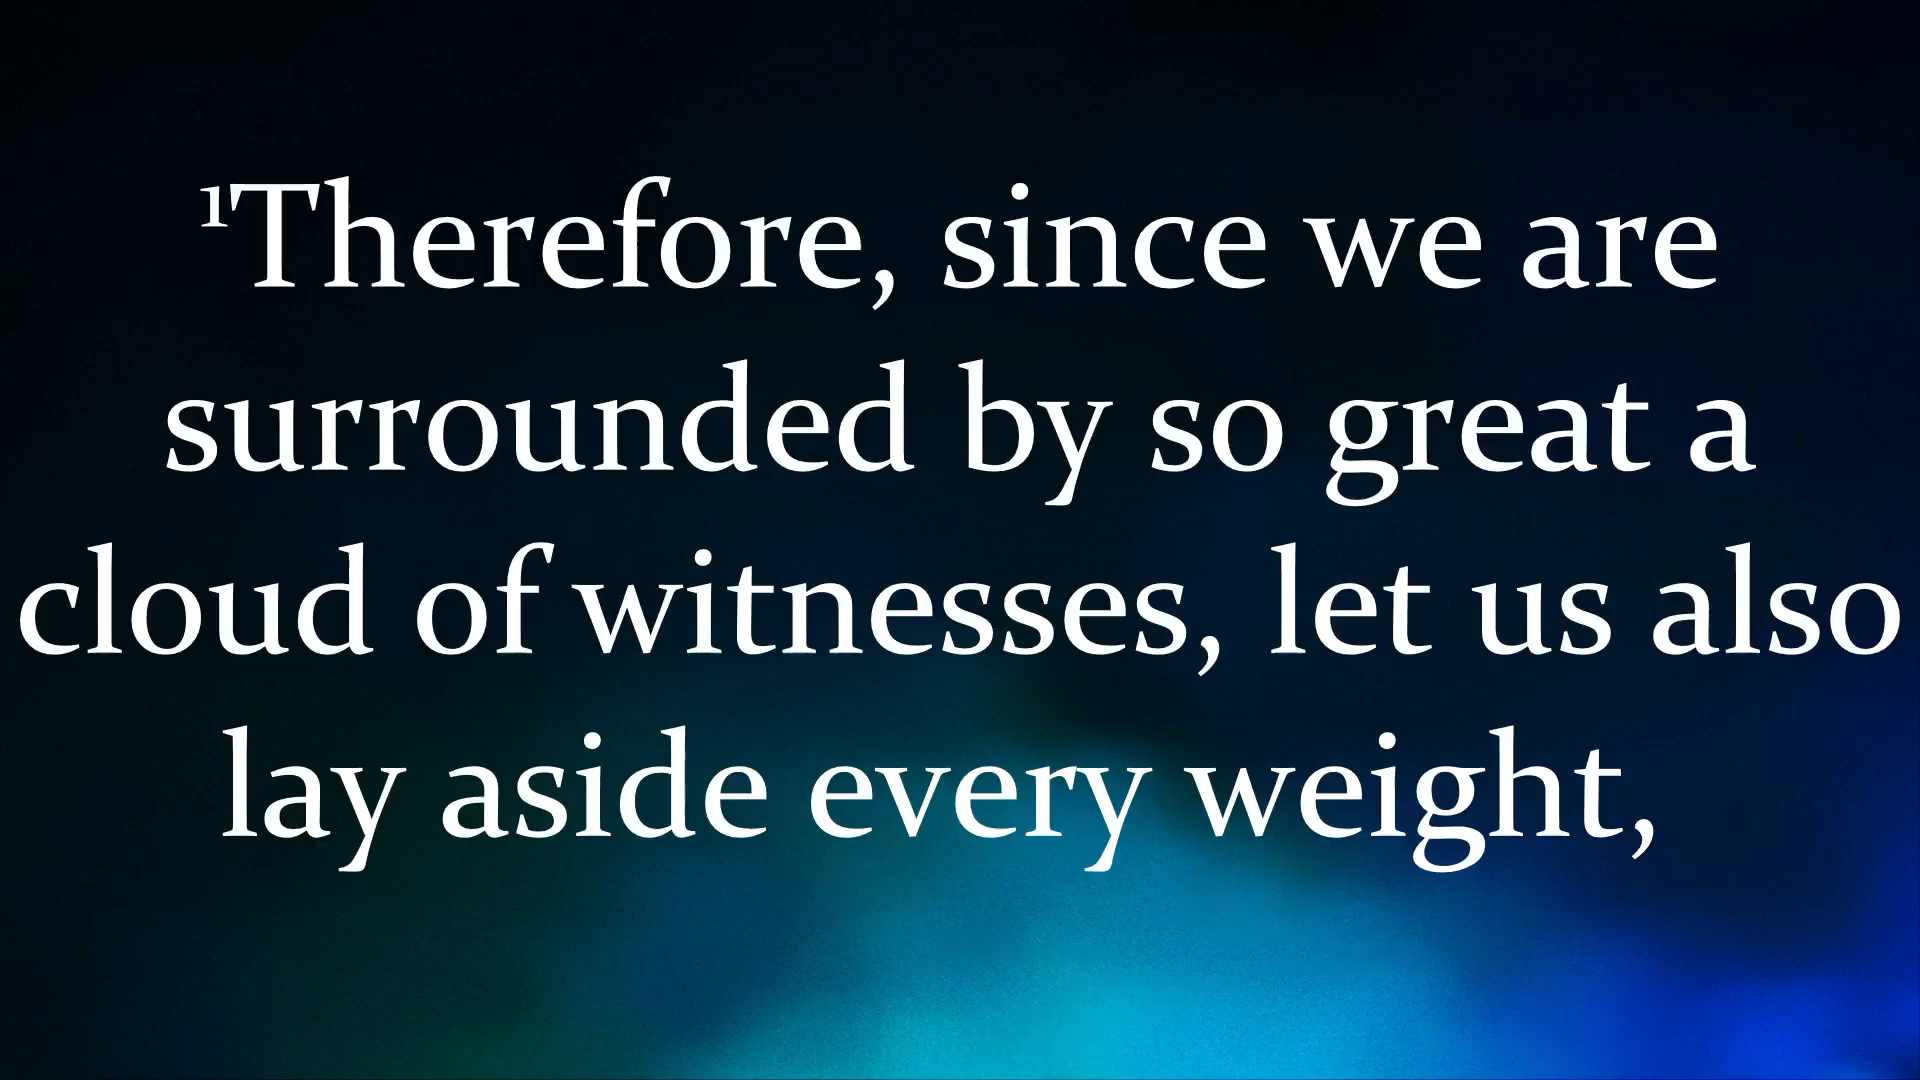 ¹Therefore, since we are
surrounded by so great a
cloud of witnesses, let us also
lay aside every weight,